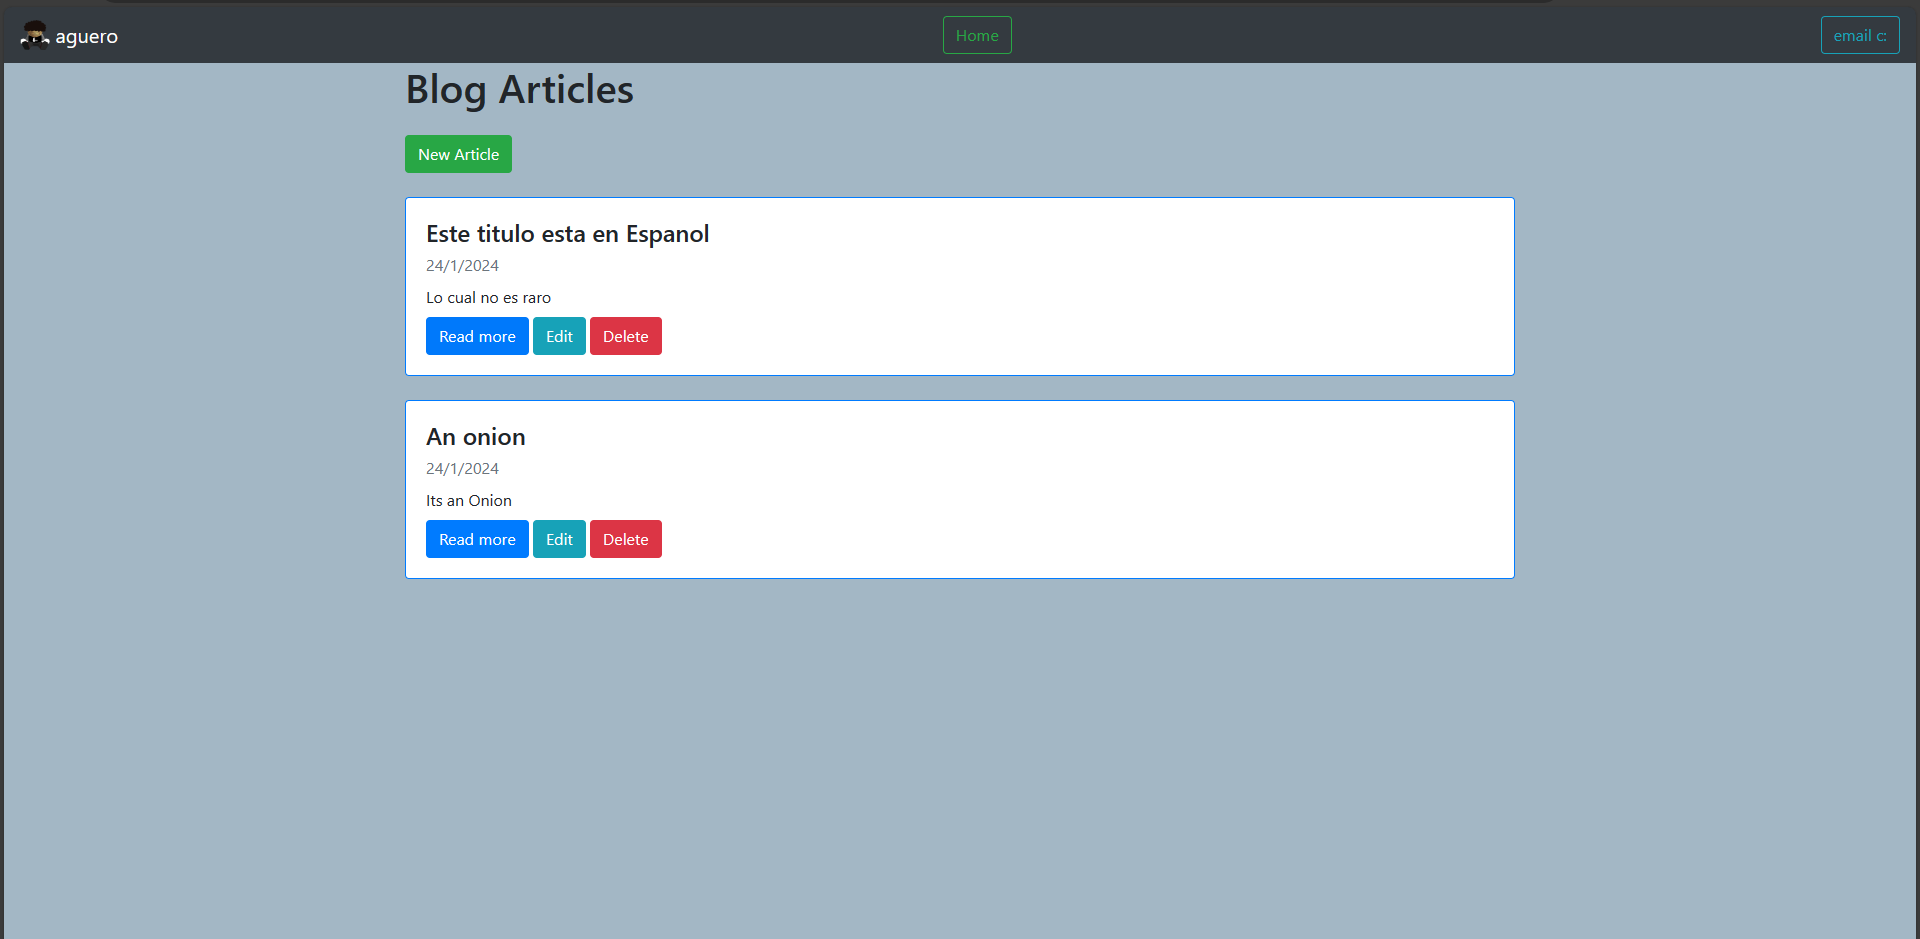 aguero Home email c:
Blog Articles
New Article
Este titulo esta en Espanol
24/1/2024
Lo cual no es raro
Read more Edit Delete
An onion
24/1/2024
Its an Onion
Read more Edit Delete